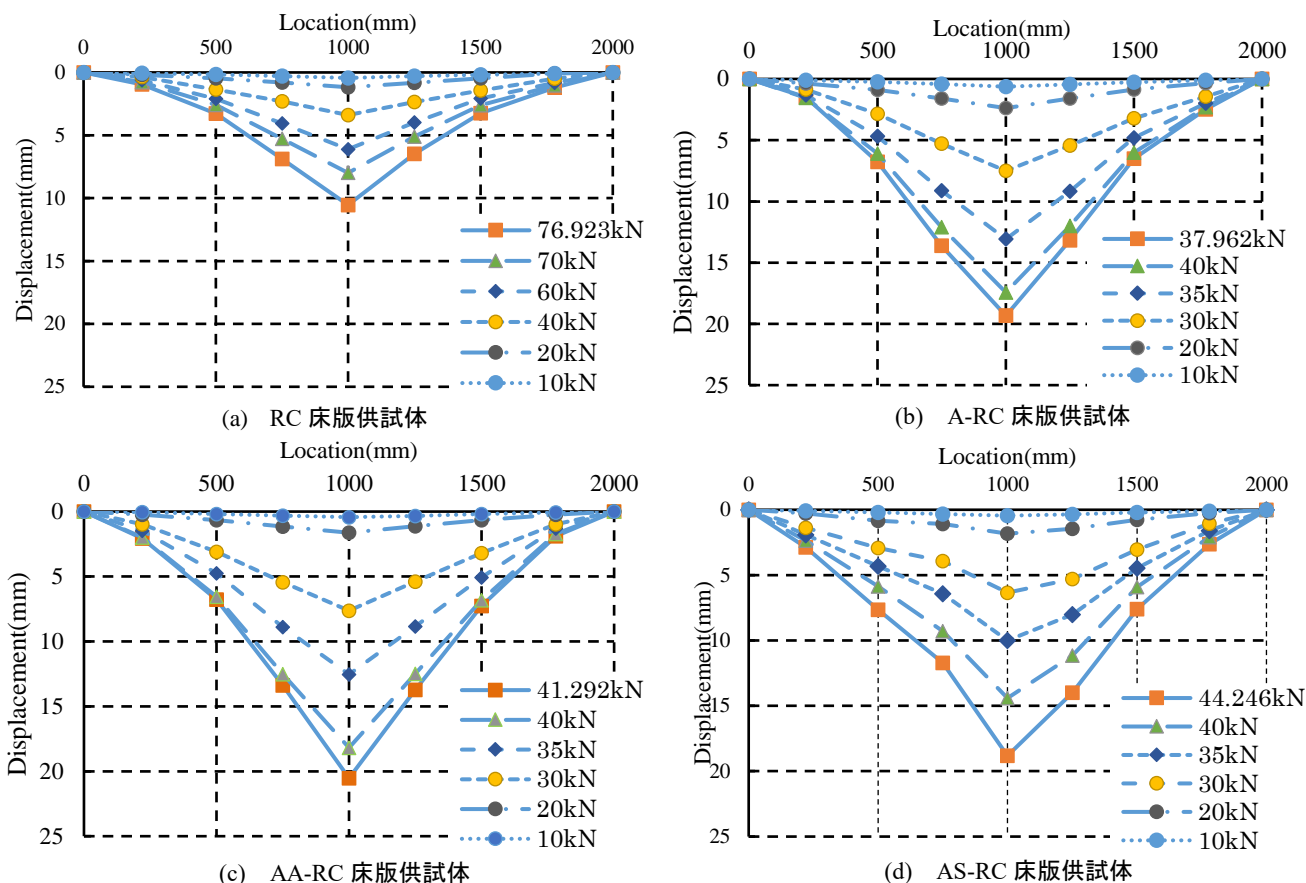 Location(mm)
0 500 1000 1500 2000
0
5
10
15
20
25
Displacement(mm)
76.923kN
70kN
60kN
40kN
20kN
10kN
(a) RC 床版供試体
Location(mm)
0 500 1000 1500 2000
0
5
10
15
20
25
Displacement(mm)
37.962kN
40kN
35kN
30kN
20kN
10kN
(b) A-RC 床版供試体
Location(mm)
0 500 1000 1500 2000
0
5
10
15
20
25
Displacement(mm)
41.292kN
40kN
35kN
30kN
20kN
10kN
(c) AA-RC 床版供試体
Location(mm)
0 500 1000 1500 2000
0
5
10
15
20
25
Displacement(mm)
44.246kN
40kN
35kN
30kN
20kN
10kN
(d) AS-RC 床版供試体